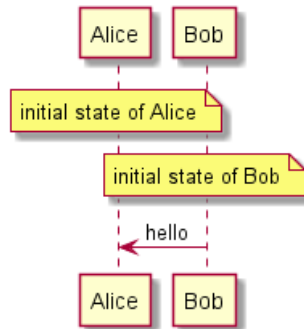 Alice Bob
initial state of Alice
initial state of Bob
hello
Alice Bob